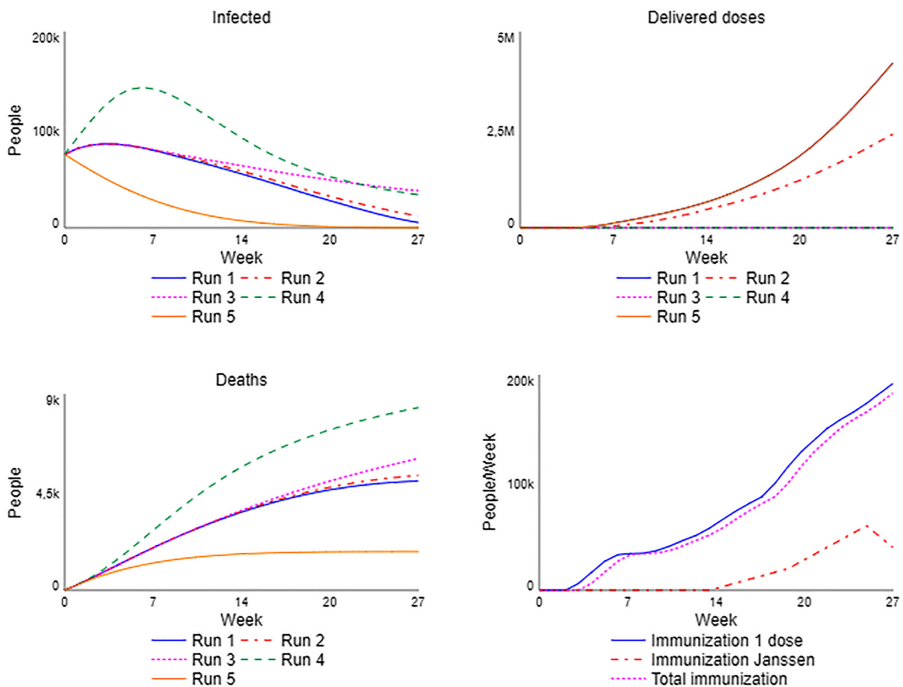 Infected
200k
100k
0
People
0 7 14 20 27
Week
Run 1 Run 2
Run 3 Run 4
Run 5
Delivered doses
5M
2,5M
0
0 7 14 20 27
Week
Run 1 Run 2
Run 3 Run 4
Run 5
Deaths
9k
4,5k
0
People
0 7 14 20 27
Week
Run 1 Run 2
Run 3 Run 4
Run 5
200k
100k
0
People/Week
0 7 14 20 27
Week
Immunization 1 dose
Immunization Janssen
Total immunization